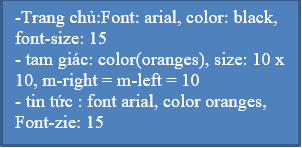 -Trang chủ:Font: arial, color: black,
font-size: 15
- tam giác: color(oranges), size: 10 x
10, m-right = m-left = 10
- tin tức : font arial, color oranges,
Font-zie: 15